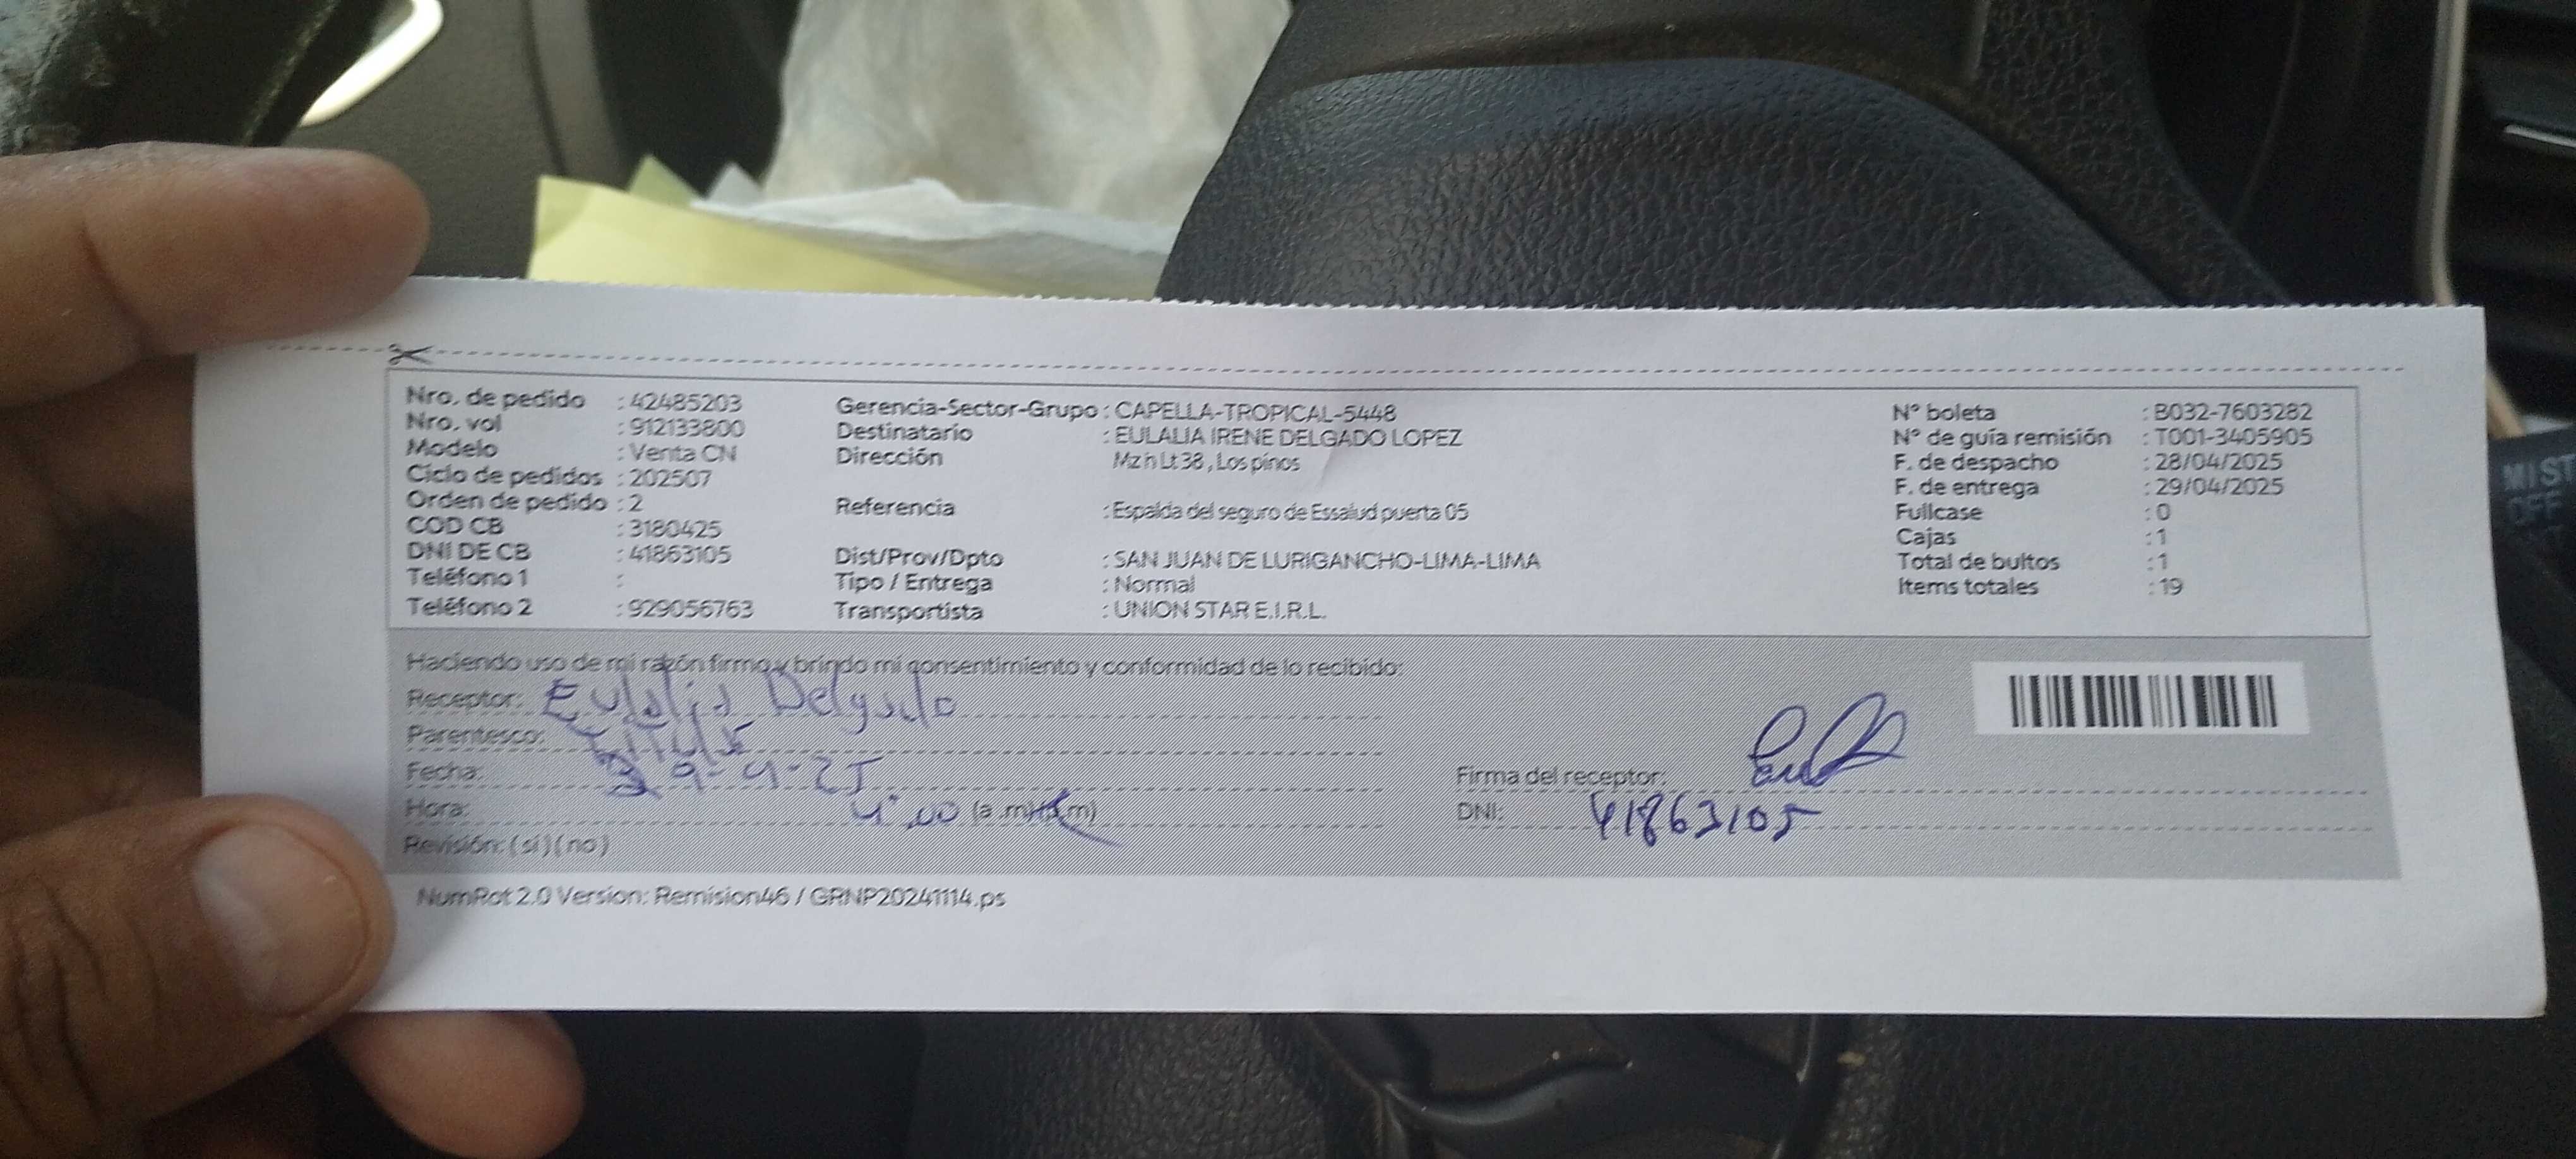 Nro. de pedido : 42485203
Nro. vol : 912133800
Modelo : Venta CN
Ciclo de pedidos : 202507
Orden de pedido : 2
COD CB : 3180425
DNI DE CB : 41863105
Teléfono 1 :
Teléfono 2 : 929056763
Gerencia-Sector-Grupo : CAPELLA-TROPICAL-5448
Destinatario : EULALIA IRENE DELGADO LOPEZ
Dirección Mz h Lt 38 , Los pinos
Referencia : Espalda del seguro de Essalud puerta 05
Dist/Prov/Dpto : SAN JUAN DE LURIGANCHO-LIMA-LIMA
Tipo / Entrega : Normal
Transportista : UNION STAR E.I.R.L.
N° boleta : B032-7603282
N° de guía remisión : T001-3405905
F. de despacho : 28/04/2025
F. de entrega : 29/04/2025
Fullcase : 0
Cajas : 1
Total de bultos : 1
Items totales : 19
Haciendo uso de mi razón firmo y brindo mi consentimiento y conformidad de lo recibido:
Receptor: Eulalia Delgado
Parentesco:
Fecha: 29-4-25
Hora: 4:00 (a.m)(p.m)
Revisión: (si) (no)
Firma del receptor:
DNI: 41863105
NumRot 2.0 Version: Remision46 / GRNP20241114.ps